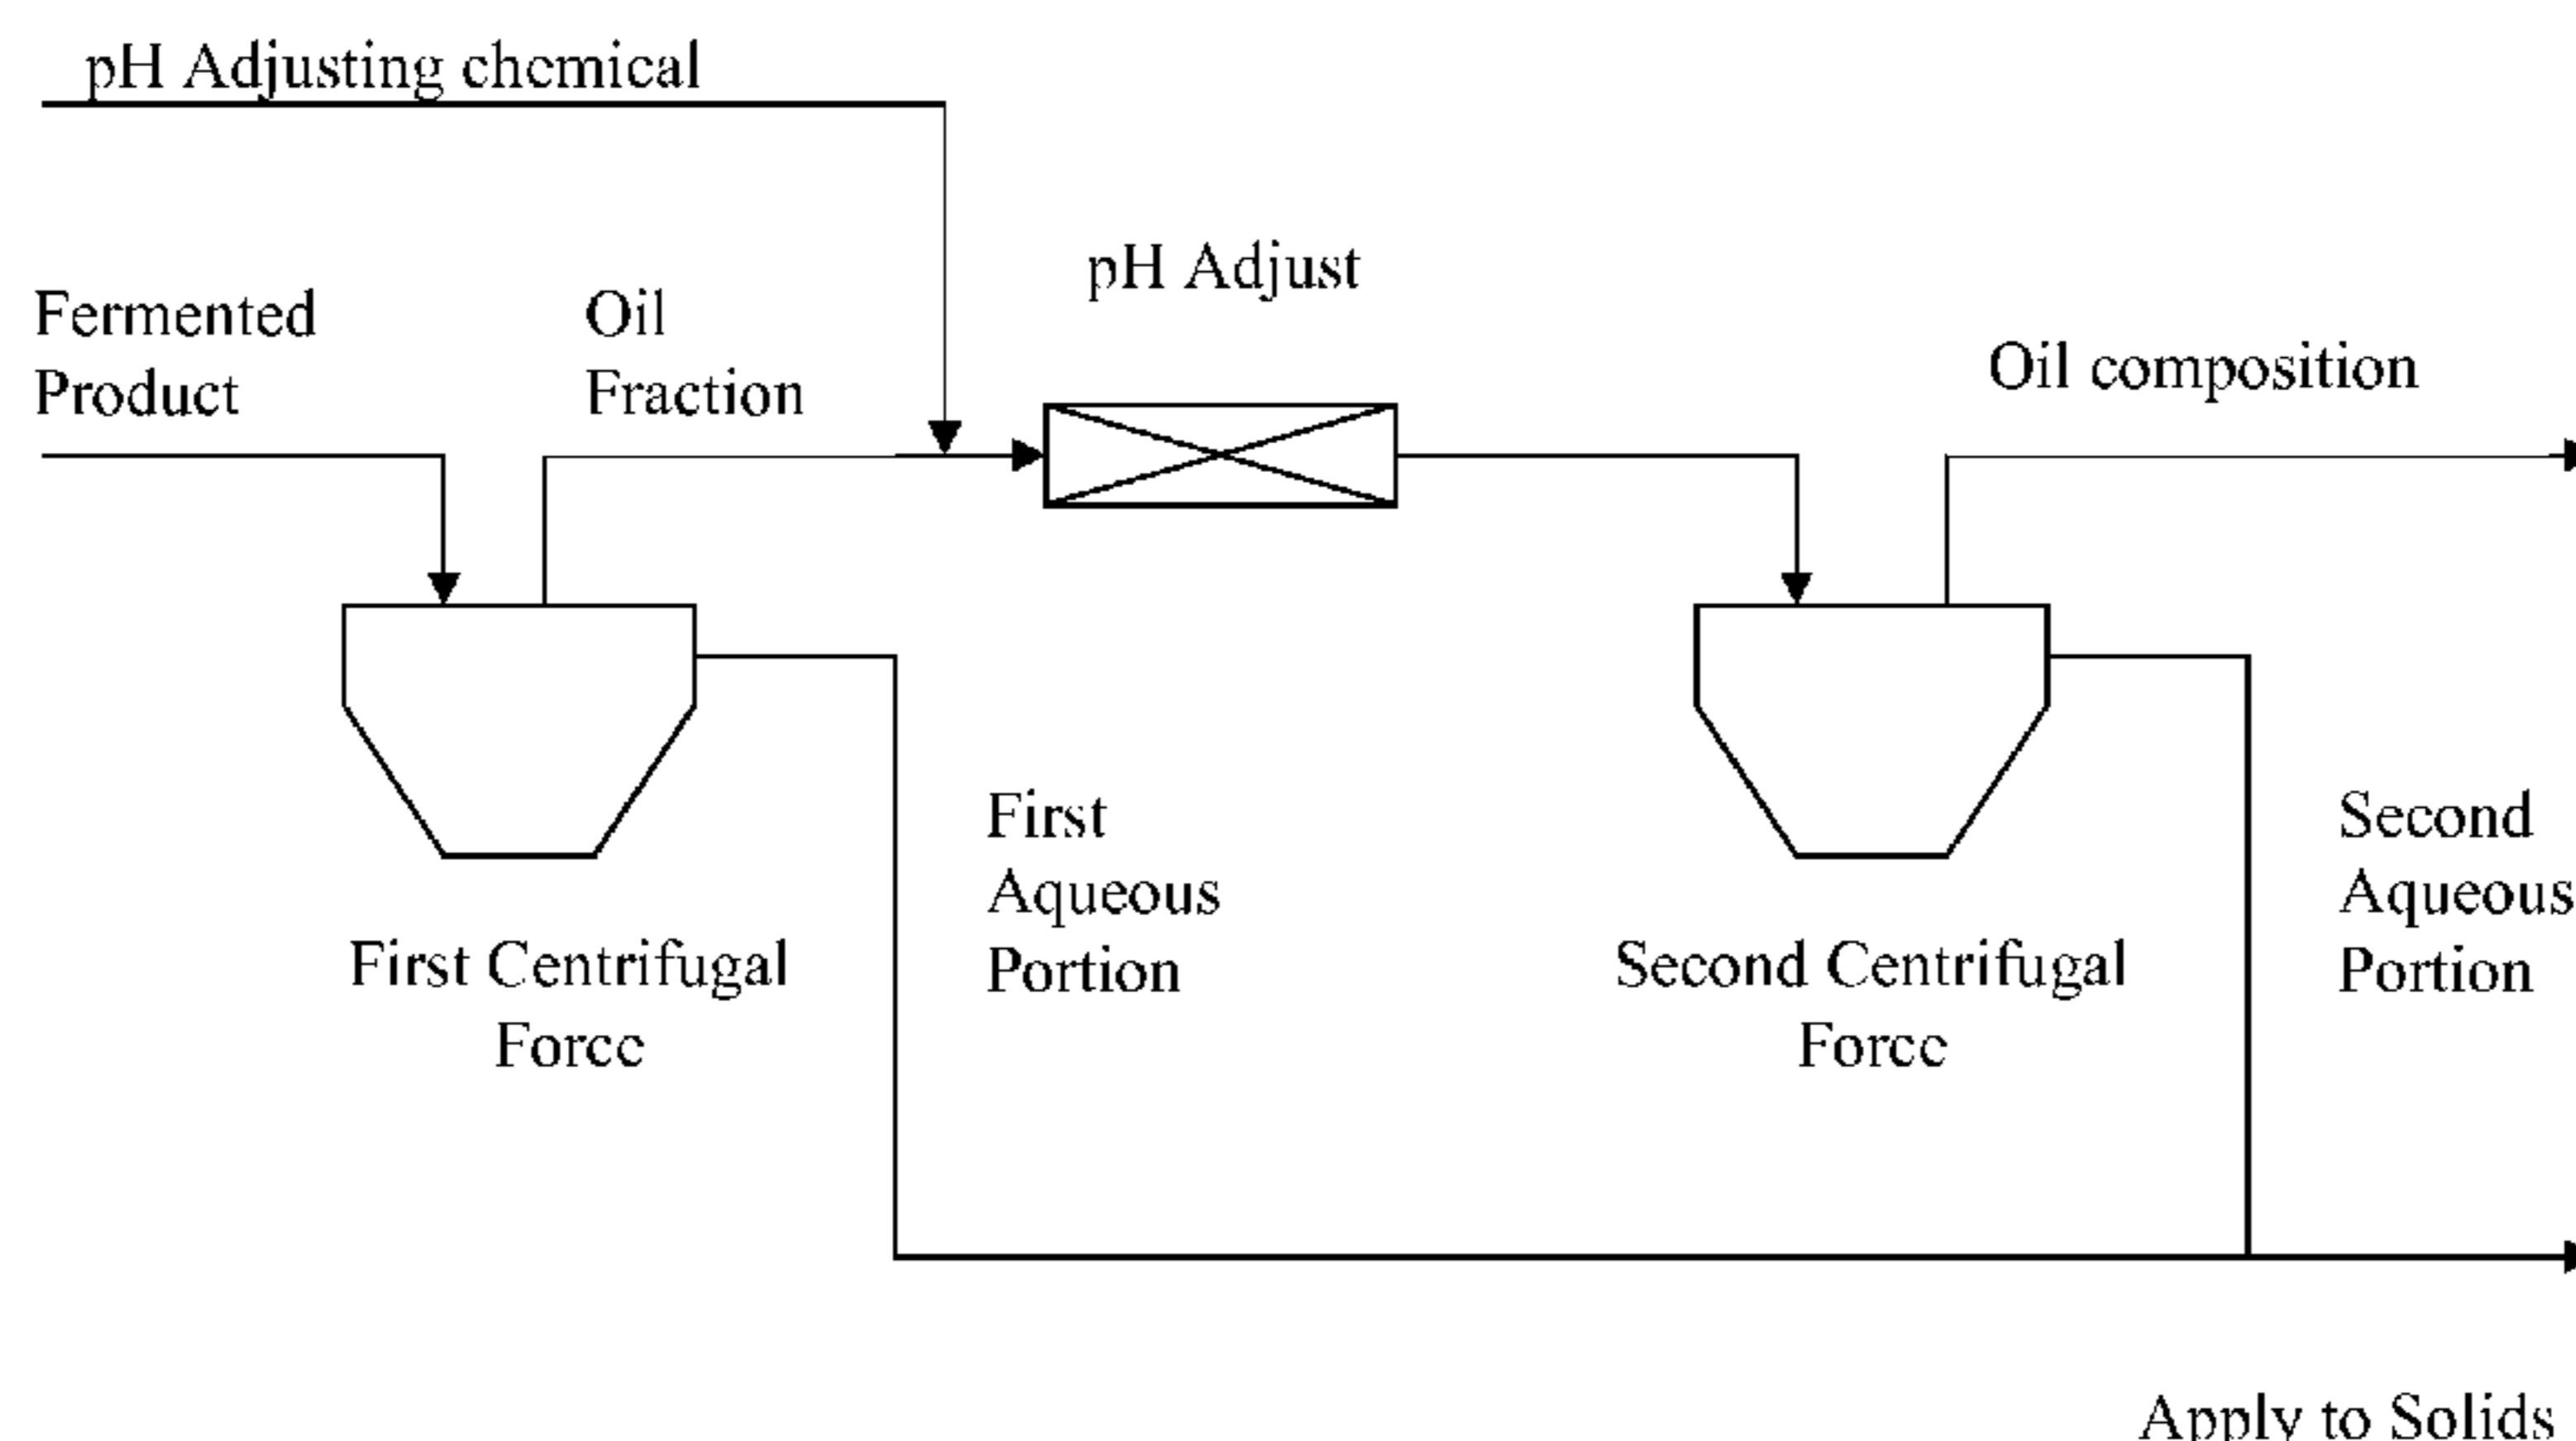 pH Adjusting chemical
pH Adjust
Fermented
Product
Oil
Fraction
Oil composition
First
Aqueous
Portion
Second
Aqueous
Portion
First Centrifugal
Force
Second Centrifugal
Force
Apply to Solids